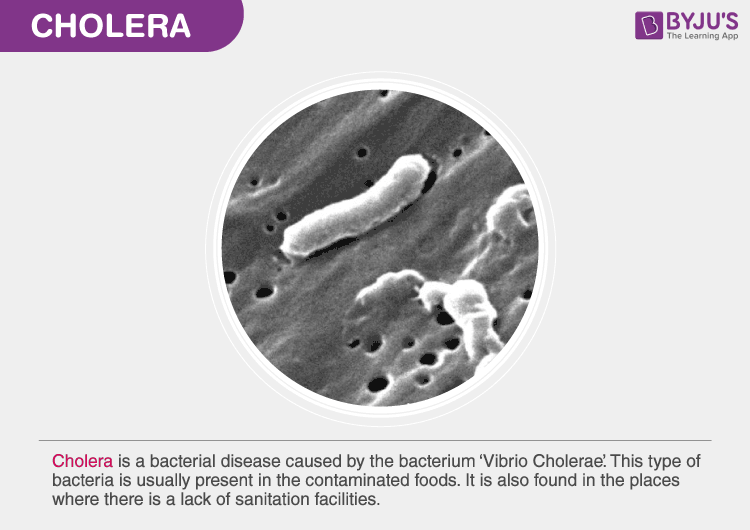 CHOLERA
BYJU'S
The Learning App
Cholera is a bacterial disease caused by the bacterium ‘Vibrio Cholerae’. This type of
bacteria is usually present in the contaminated foods. It is also found in the places
where there is a lack of sanitation facilities.